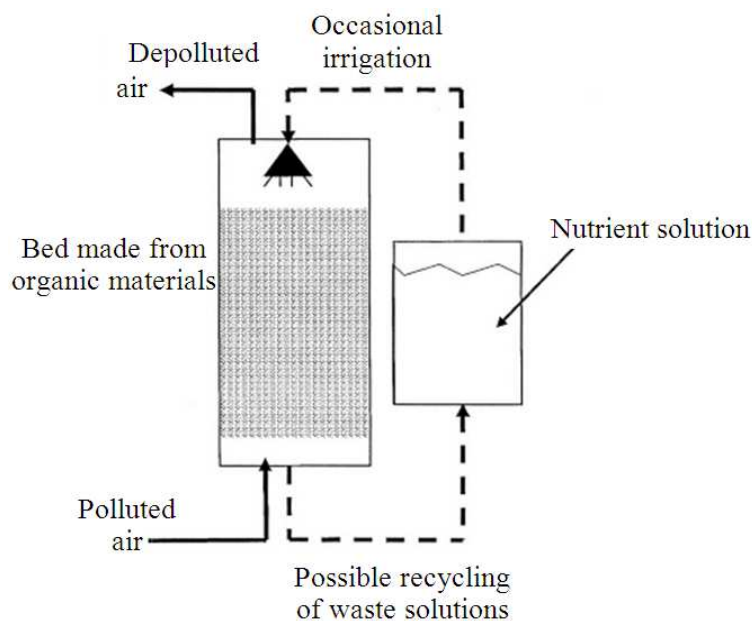 Depolluted
air
Occasional
irrigation
Bed made from
organic materials
Nutrient solution
Polluted
air
Possible recycling
of waste solutions